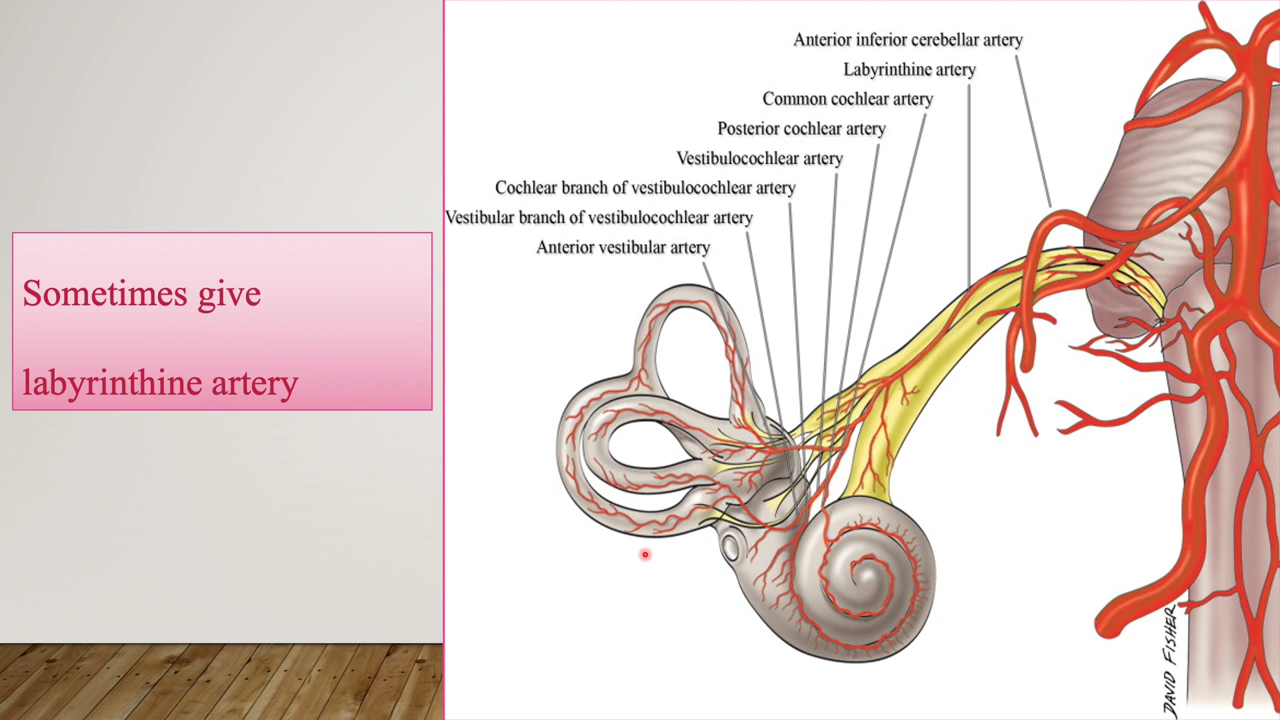 Sometimes give
labyrinthine artery
Anterior inferior cerebellar artery
Labyrinthine artery
Common cochlear artery
Posterior cochlear artery
Vestibulocochlear artery
Cochlear branch of vestibulocochlear artery
Vestibular branch of vestibulocochlear artery
Anterior vestibular artery
DAVID FISHER